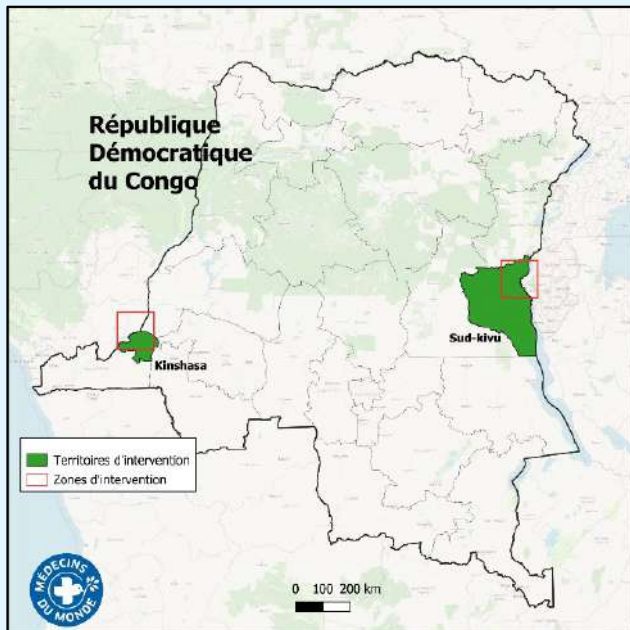 République
Démocratique
du Congo
Sud-kivu
Kinshasa
Territoires d'intervention
Zones d'intervention
MÉDECINS
DU MONDE
0 100 200 km